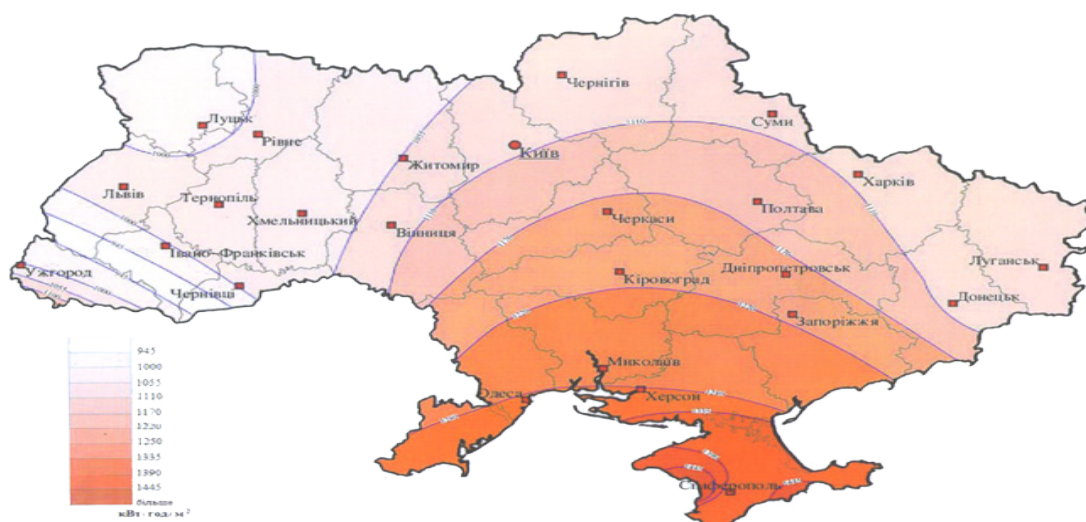 Чернігів
Луцьк
Рівне
Суми
1110
Київ
Житомир
Харків
Львів
Тернопіль
Хмельницький
Вінниця
Черкаси
Полтава
Івано-Франківськ
Ужгород
Чернівці
Кіровоград
Дніпропетровськ
Луганськ
Донецьк
Запоріжжя
Миколаїв
Одеса
Херсон
945
1000
1055
1110
1170
1220
1250
1335
1390
1445
більше
кВт · год/м²